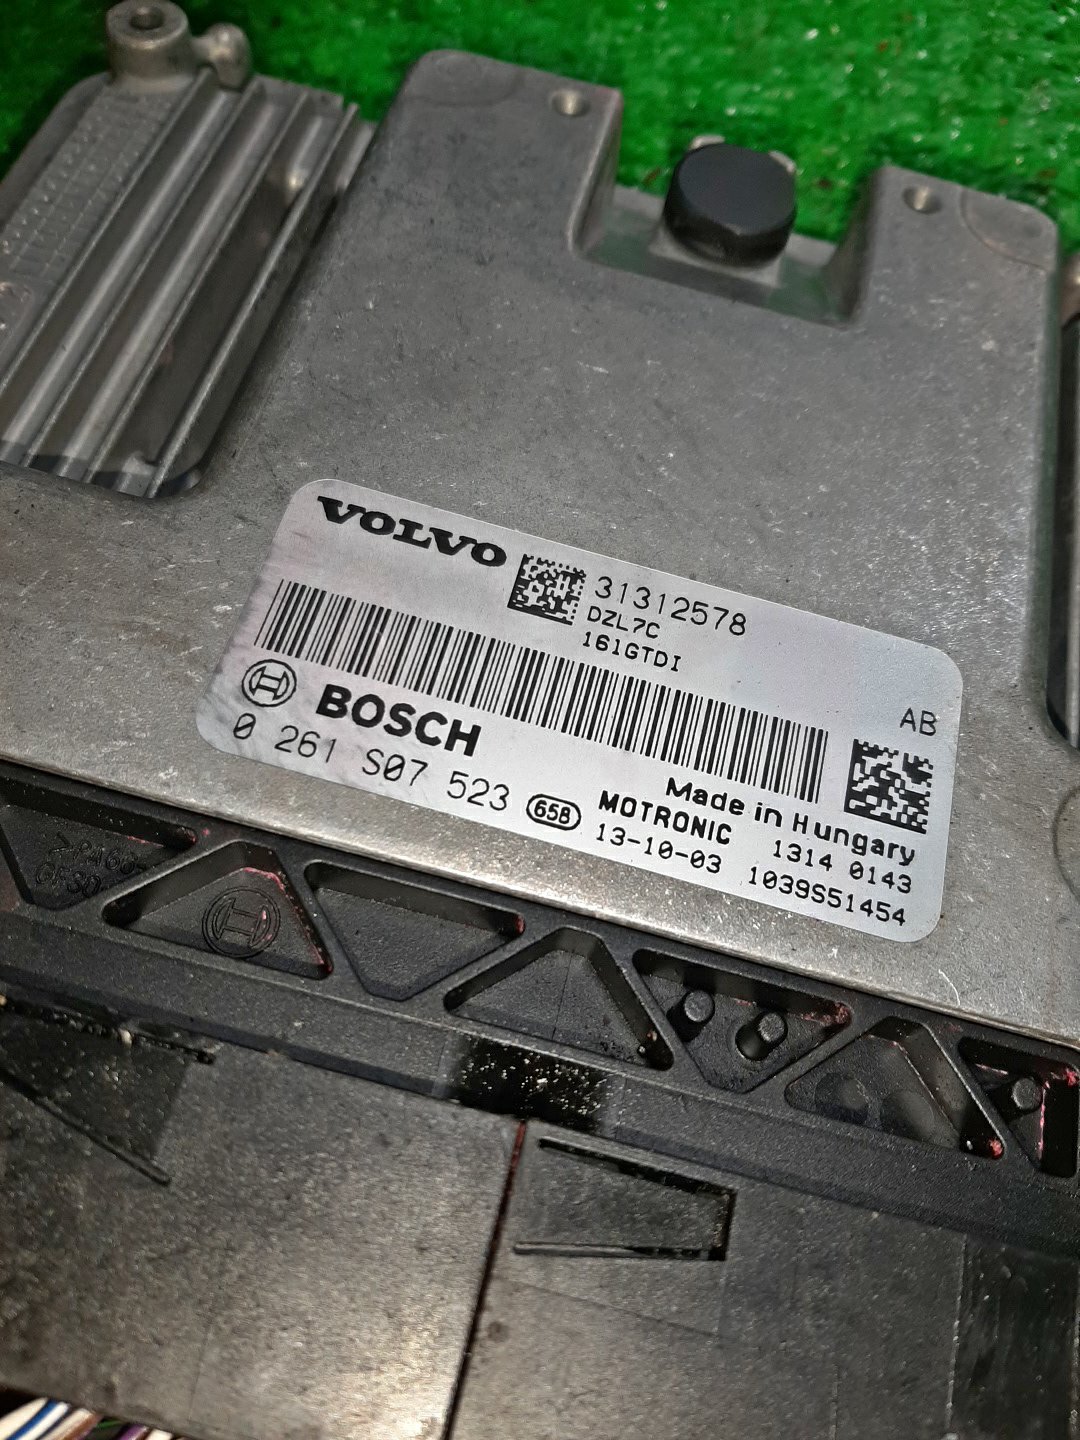 VOLVO
31312578
DZL7C
161GTDI
AB
BOSCH
0 261 S07 523
658
Made in Hungary
MOTRONIC 1314 0143
13-10-03 1039S51454